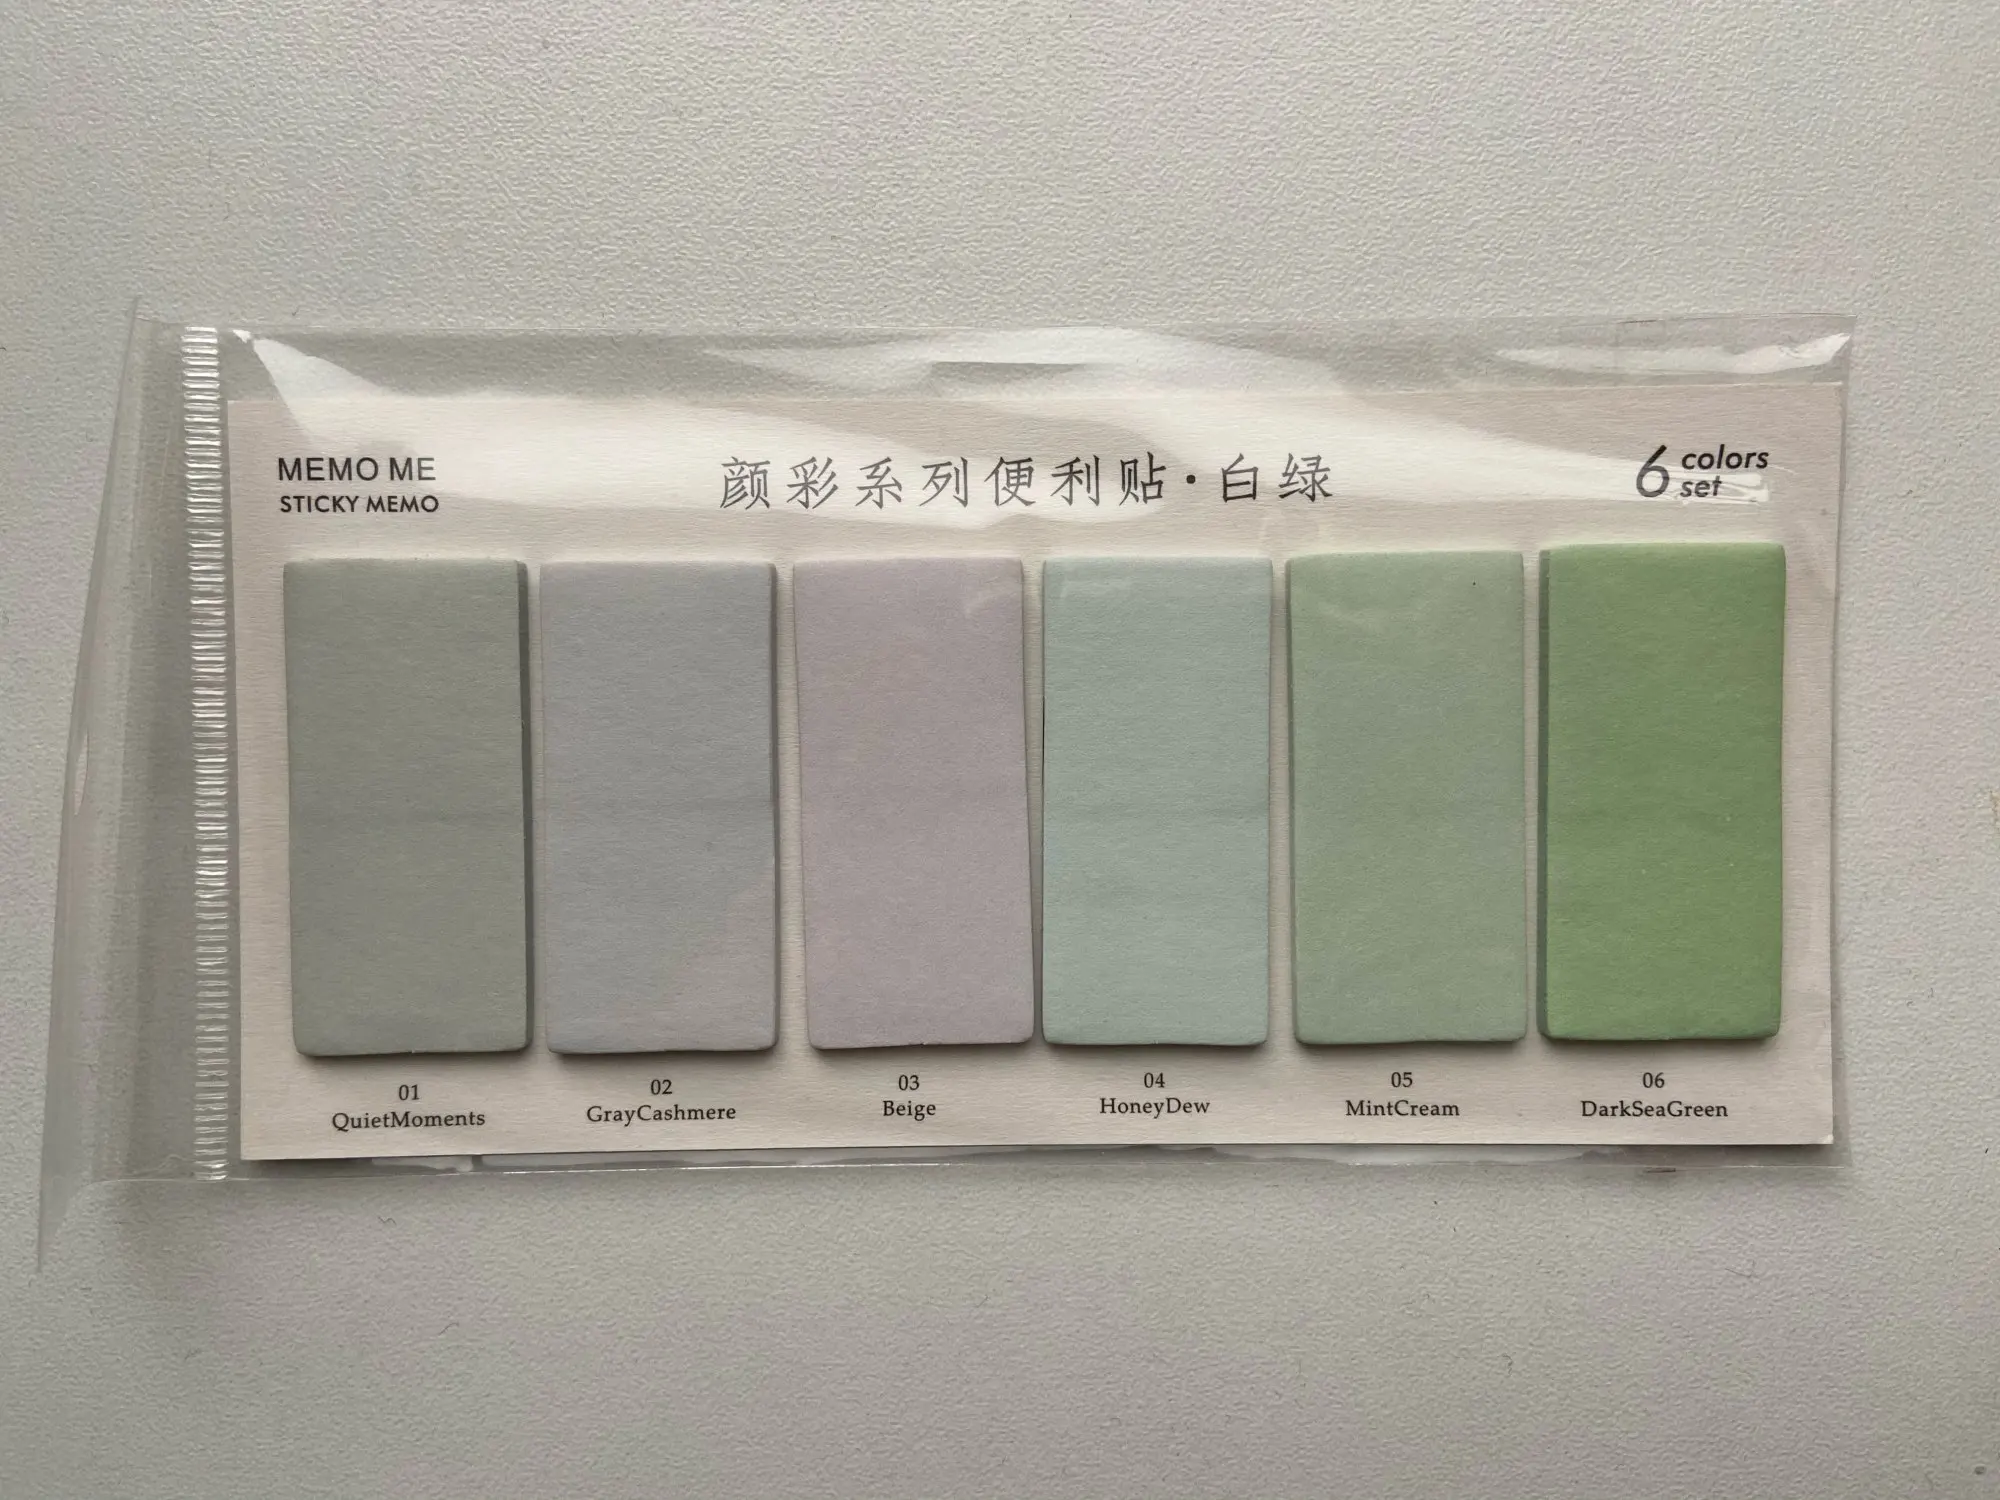 MEMO ME
STICKY MEMO
颜彩系列便利贴·白绿
6 colors
set
01
QuietMoments
02
GrayCashmere
03
Beige
04
HoneyDew
05
MintCream
06
DarkSeaGreen